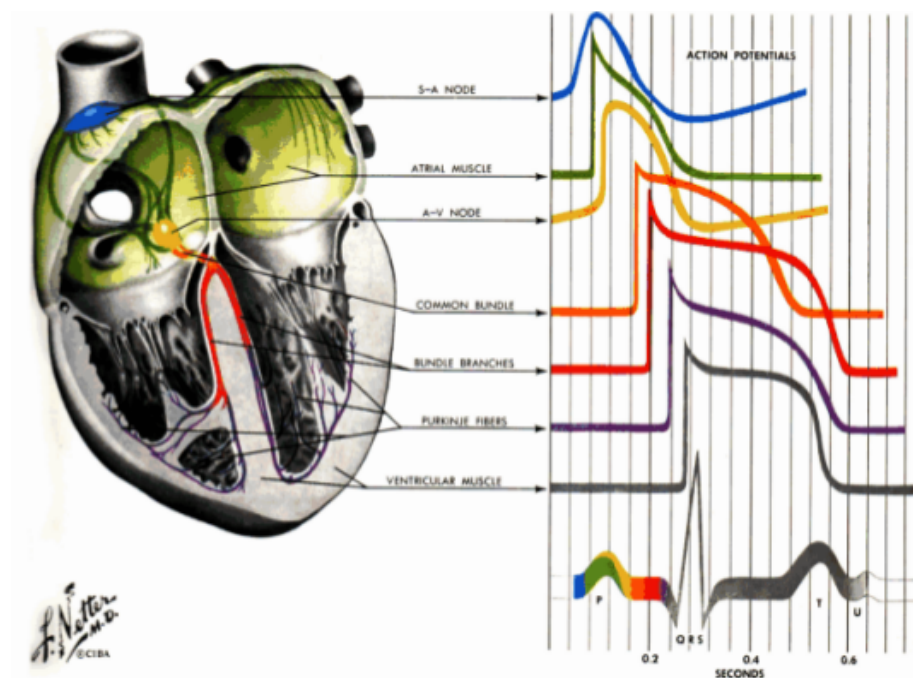 ACTION POTENTIALS
S-A NODE
ATRIAL MUSCLE
A-V NODE
COMMON BUNDLE
BUNDLE BRANCHES
PURKINJE FIBERS
VENTRICULAR MUSCLE
P
QRS
T
U
0.2
0.4
0.6
SECONDS
F. Netter
M.D.
©CIBA